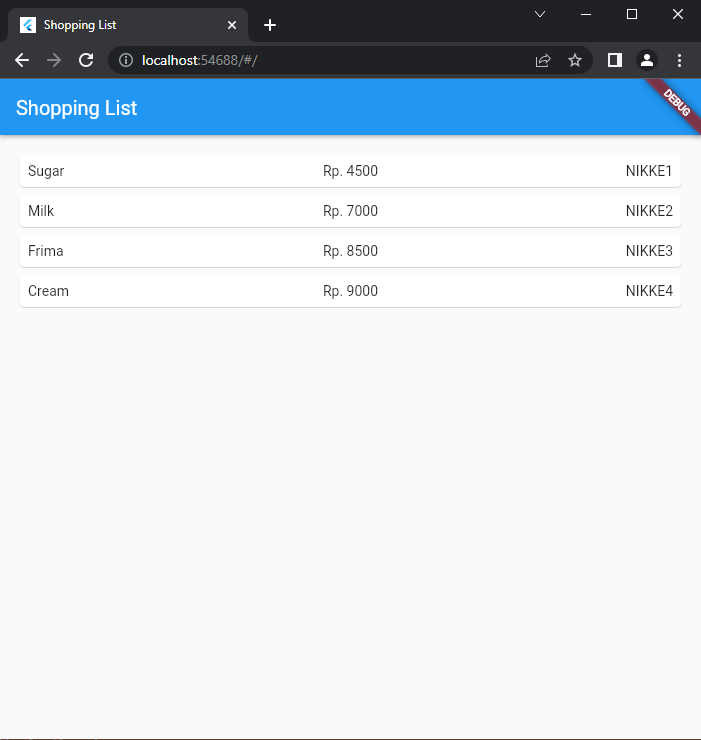 Shopping List
localhost:54688/#/
Shopping List
DEBUG
Sugar Rp. 4500 NIKKE1
Milk Rp. 7000 NIKKE2
Frima Rp. 8500 NIKKE3
Cream Rp. 9000 NIKKE4